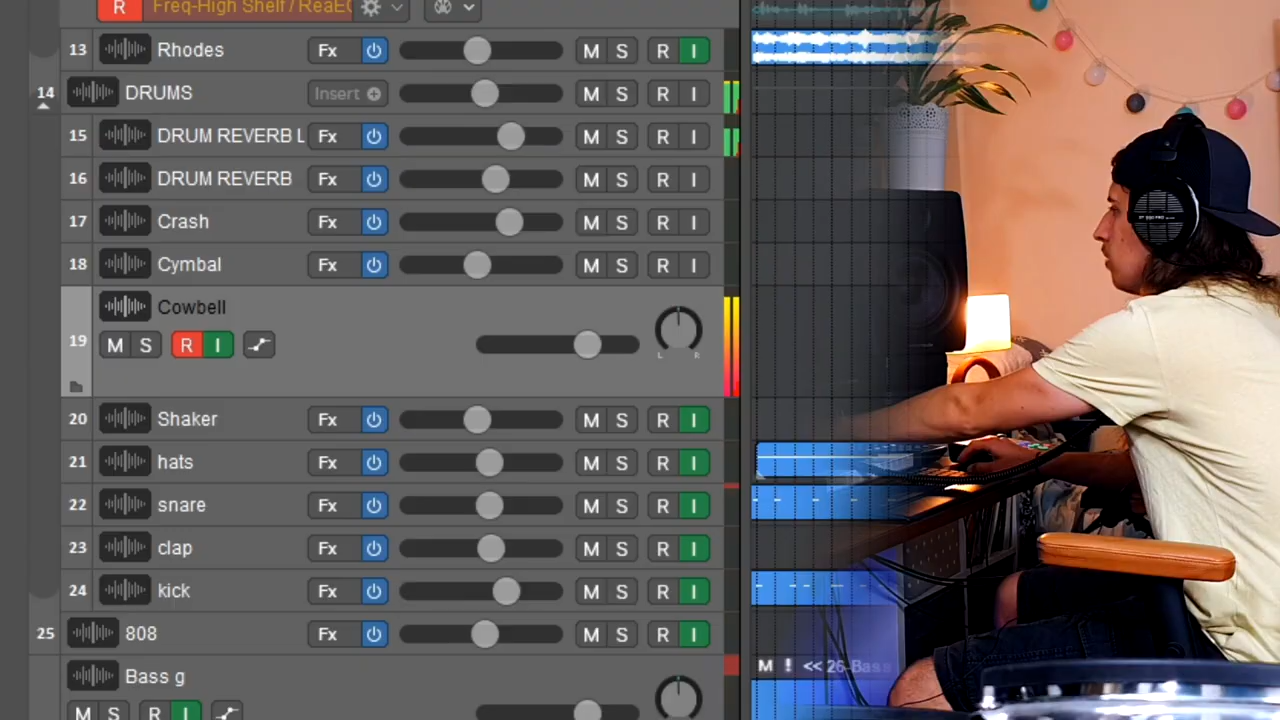 R Freq-High Shelf / ReaEQ
13 Rhodes Fx M S R I
14 DRUMS Insert M S R I
15 DRUM REVERB L Fx M S R I
16 DRUM REVERB Fx M S R I
17 Crash Fx M S R I
18 Cymbal Fx M S R I
Cowbell
19 M S R I L R
20 Shaker Fx M S R I
21 hats Fx M S R I
22 snare Fx M S R I
23 clap Fx M S R I
24 kick Fx M S R I
25 808 Fx M S R I
M ! << 26-Bass
Bass g
M S R I